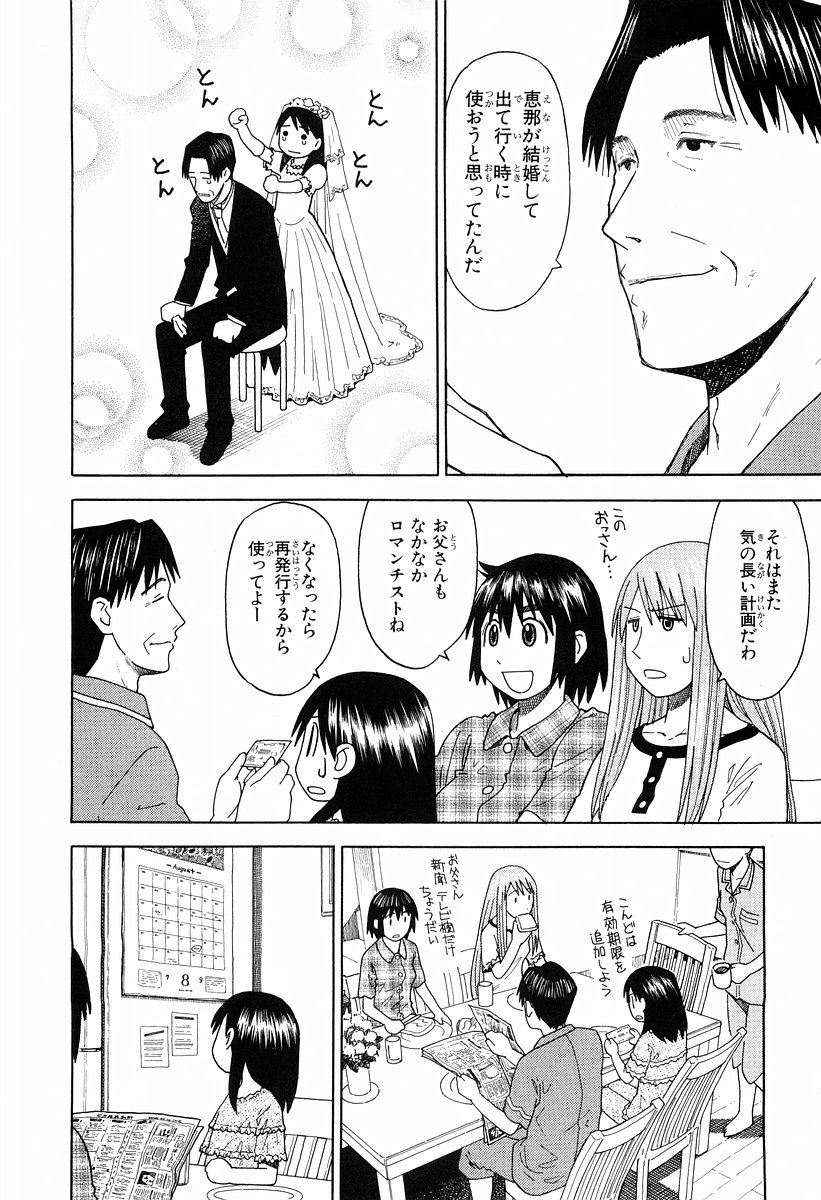 恵那が結婚して
出て行く時に
使おうと思ってたんだ
とん
とん
とん
とん
それはまた
気の長い計画だわ
このおっさん…
お父さんも
なかなか
ロマンチストね
なくなったら
再発行するから
使ってよー
こんどは
有効期限を
追加しよう
お父さん
新聞 テレビ欄だけ
ちょうだい
August
7 8 9